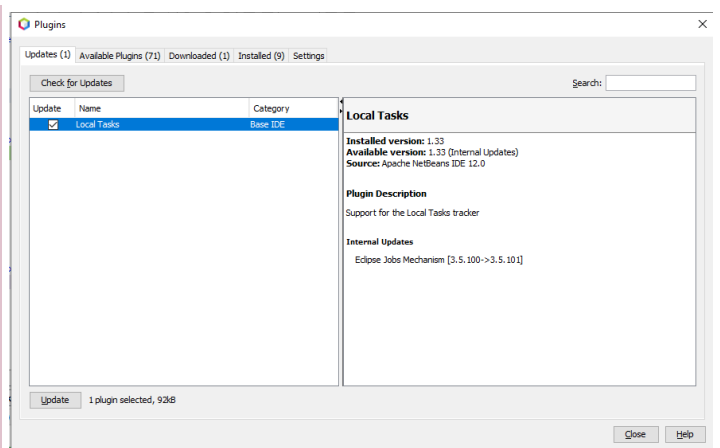 Plugins
Updates (1) Available Plugins (71) Downloaded (1) Installed (9) Settings
Check for Updates Search:
Update Name Category
Local Tasks Base IDE
Local Tasks
Installed version: 1.33
Available version: 1.33 (Internal Updates)
Source: Apache NetBeans IDE 12.0
Plugin Description
Support for the Local Tasks tracker
Internal Updates
Eclipse Jobs Mechanism [3.5.100->3.5.101]
Update 1 plugin selected, 92kB
Close Help